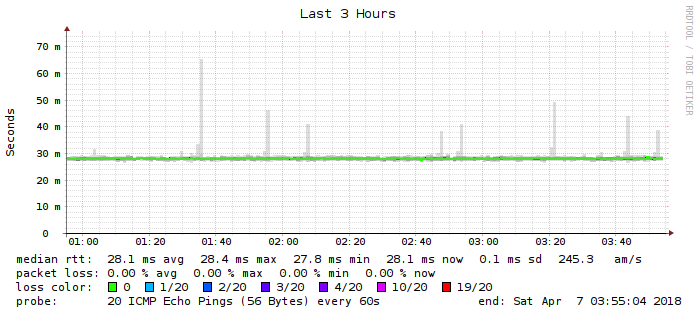 Last 3 Hours
RRDTOOL / TOBI OETIKER
Seconds
70 m
60 m
50 m
40 m
30 m
20 m
10 m
0
01:00 01:20 01:40 02:00 02:20 02:40 03:00 03:20 03:40
median rtt: 28.1 ms avg 28.4 ms max 27.8 ms min 28.1 ms now 0.1 ms sd 245.3 am/s
packet loss: 0.00 % avg 0.00 % max 0.00 % min 0.00 % now
loss color: 0 1/20 2/20 3/20 4/20 10/20 19/20
probe: 20 ICMP Echo Pings (56 Bytes) every 60s end: Sat Apr 7 03:55:04 2018